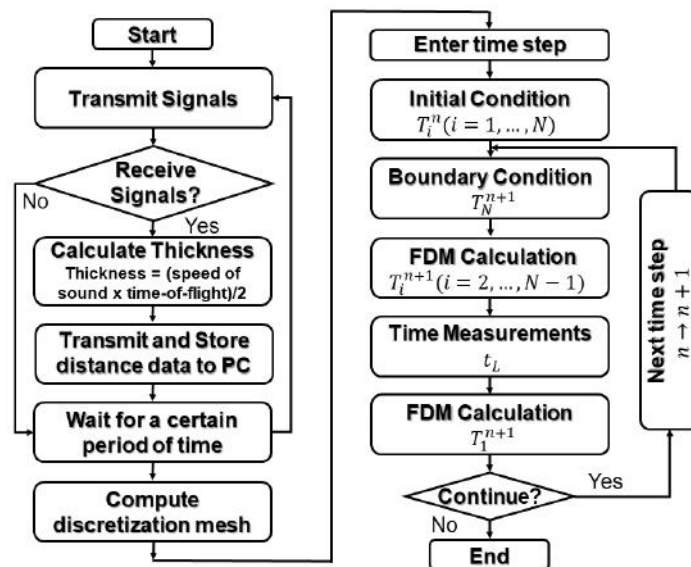 Start
Transmit Signals
Receive
Signals?
No
Yes
Calculate Thickness
Thickness = (speed of
sound x time-of-flight)/2
Transmit and Store
distance data to PC
Wait for a certain
period of time
Compute
discretization mesh
Enter time step
Initial Condition
$T_i^n(i = 1, \ldots, N)$
Boundary Condition
$T_N^{n+1}$
FDM Calculation
$T_i^{n+1}(i = 2, \ldots, N - 1)$
Time Measurements
$t_L$
FDM Calculation
$T_1^{n+1}$
Continue?
Yes
No
End
Next time step
$n \to n + 1$